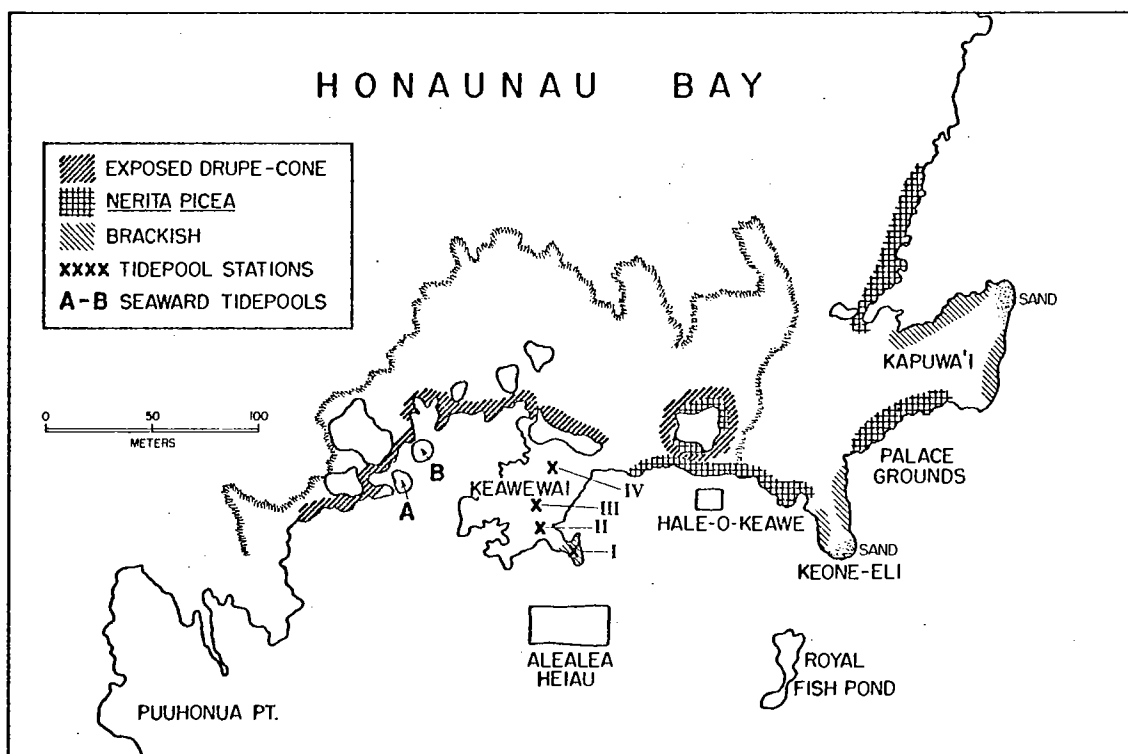 HONAUNAU BAY
EXPOSED DRUPE-CONE
NERITA PICEA
BRACKISH
xxxx TIDEPOOL STATIONS
A-B SEAWARD TIDEPOOLS
0 50 100
METERS
SAND
KAPUWA'I
PALACE
GROUNDS
B
A
KEAWEWAI
X
IV
X
III
X
II
I
HALE-O-KEAWE
SAND
KEONE-ELI
ALEALEA
HEIAU
ROYAL
FISH POND
PUUHONUA PT.